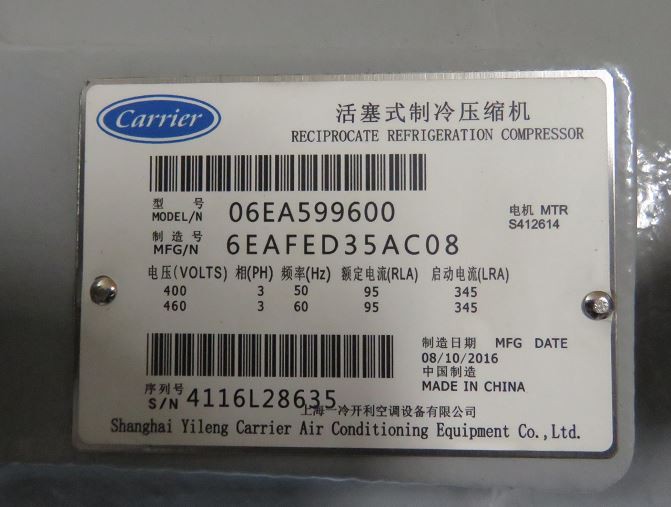 Carrier
活塞式制冷压缩机
RECIPROCATE REFRIGERATION COMPRESSOR
型 号
MODEL/N 06EA599600
电机 MTR
S412614
制 造 号
MFG/N 6EAFED35AC08
电压(VOLTS) 相(PH) 频率(Hz) 额定电流(RLA) 启动电流(LRA)
400 3 50 95 345
460 3 60 95 345
制造日期 MFG DATE
08/10/2016
中国制造
MADE IN CHINA
序列号
S/N 4116L28635
上海一冷开利空调设备有限公司
Shanghai Yileng Carrier Air Conditioning Equipment Co.,Ltd.